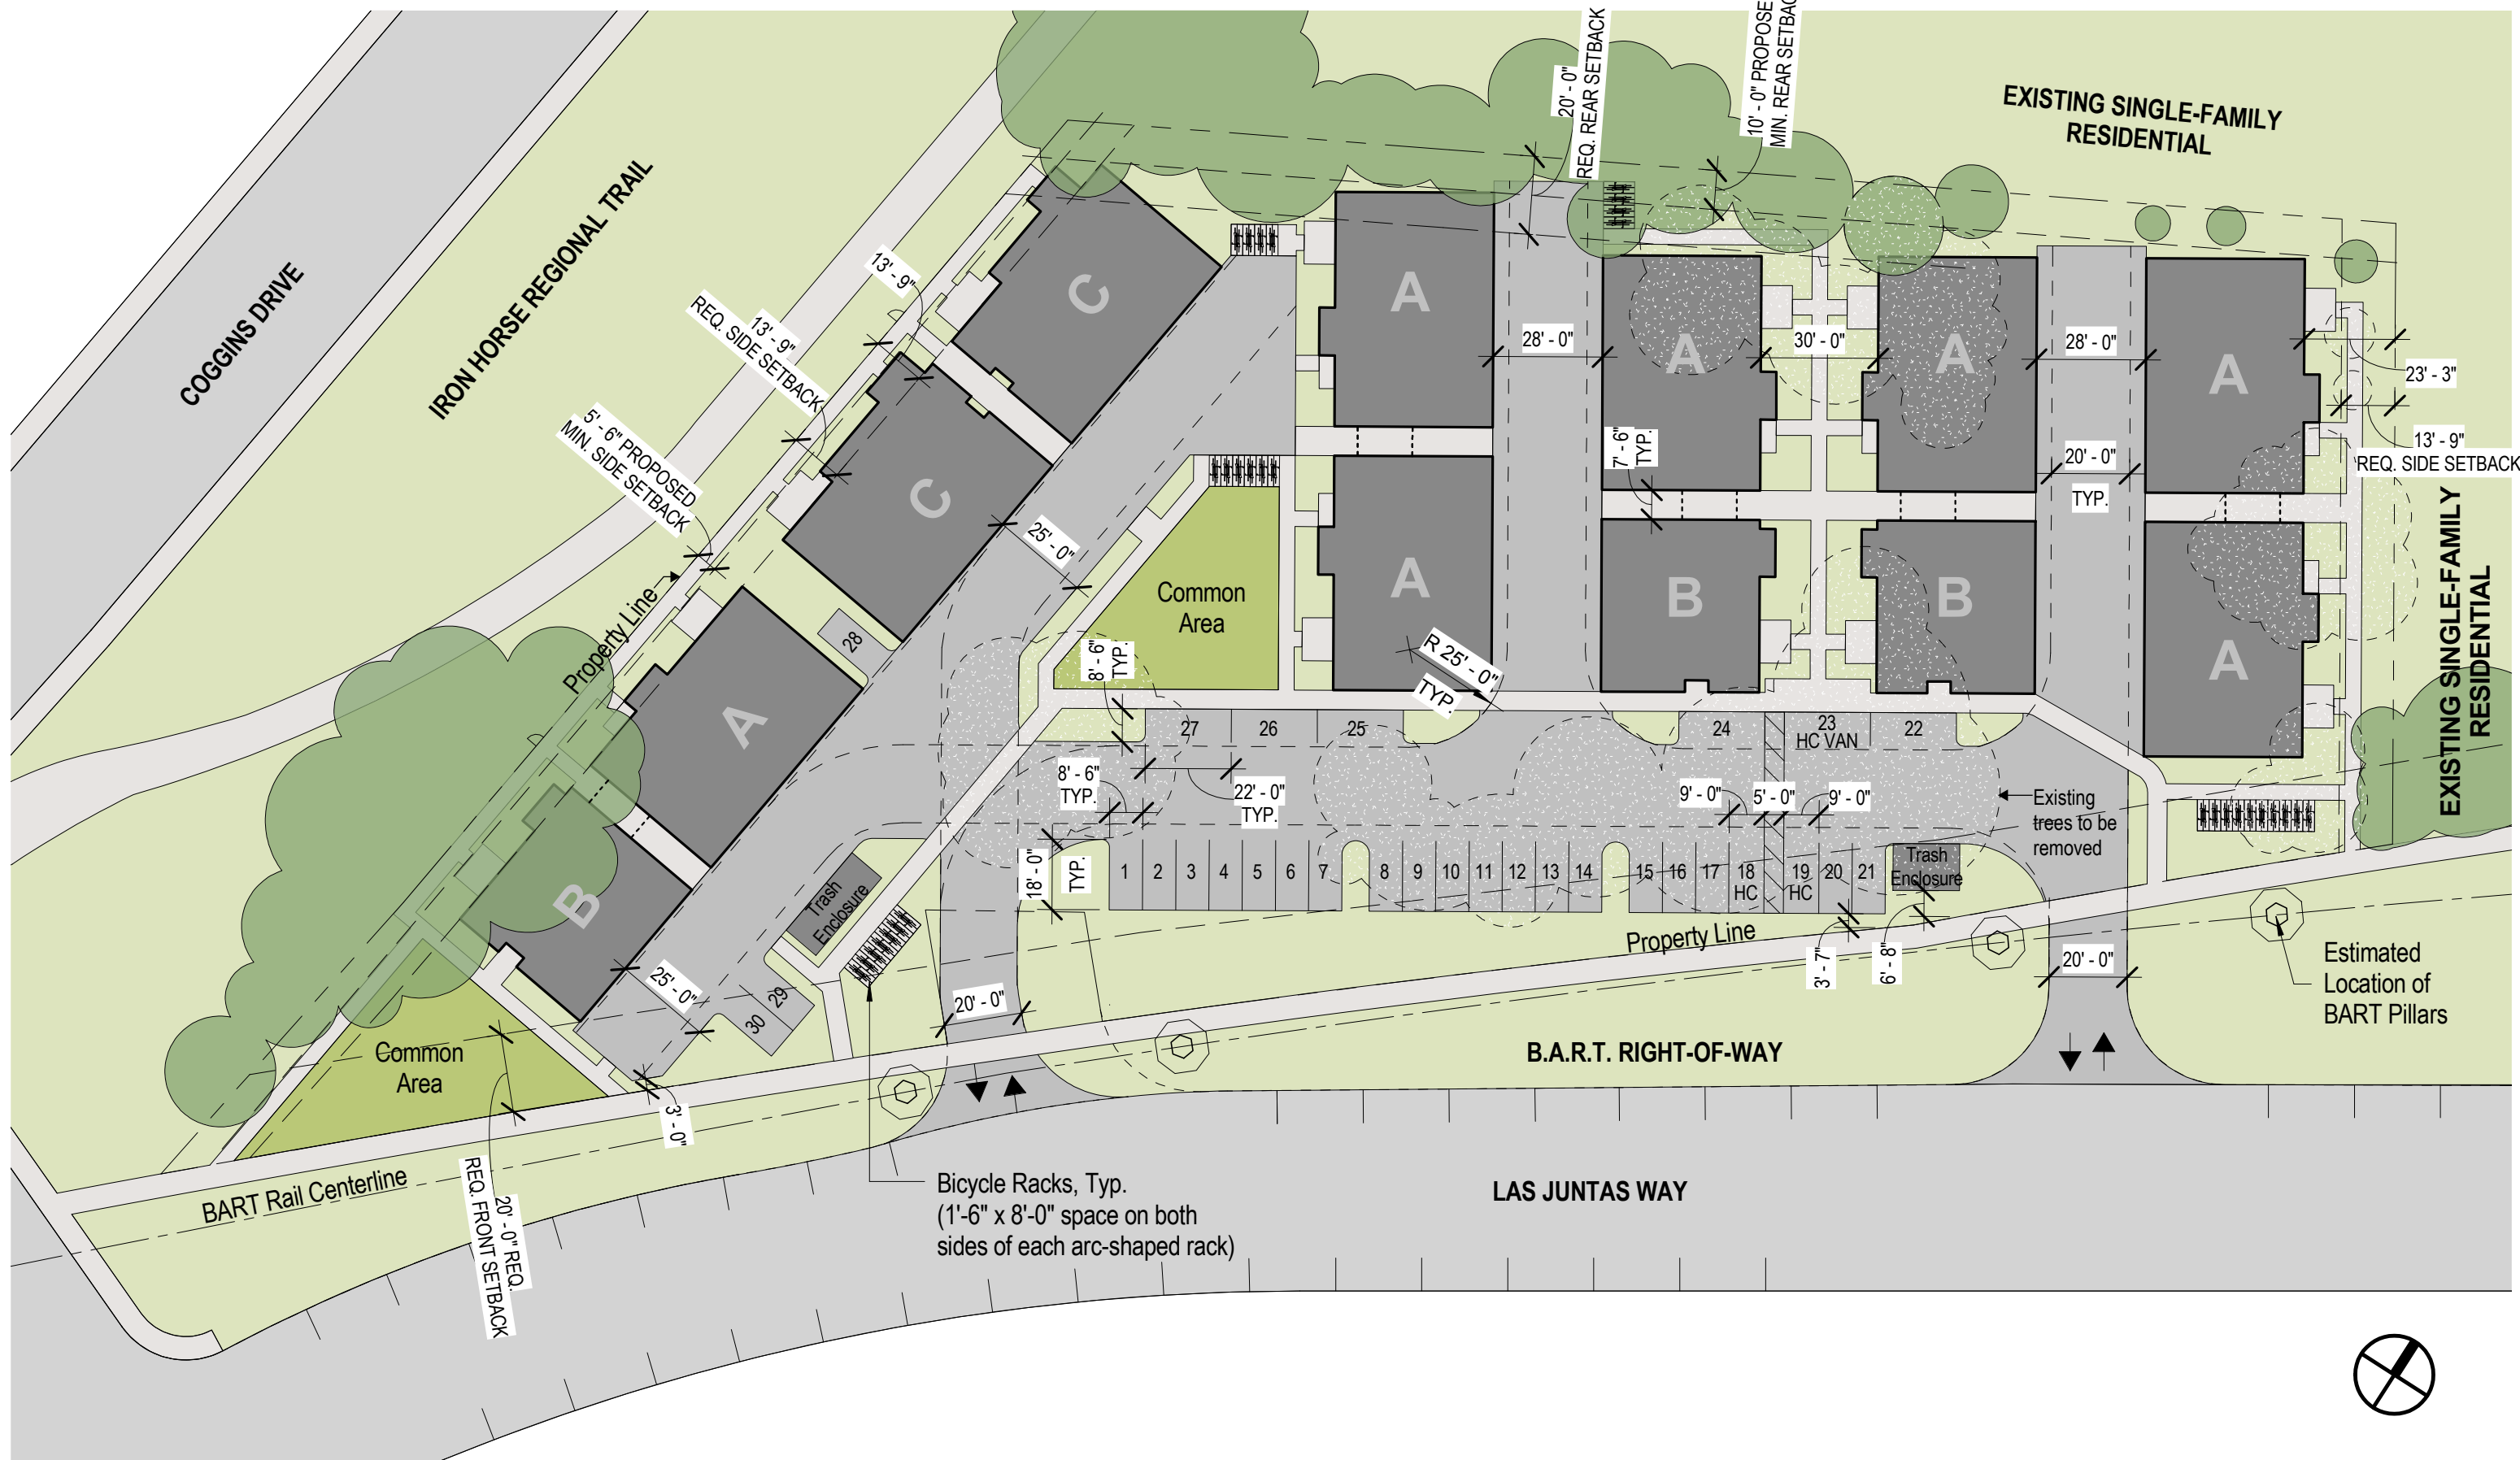 20' - 0"
REQ. REAR SETBACK
10' - 0" PROPOSE
MIN. REAR SETBAC
EXISTING SINGLE-FAMILY
RESIDENTIAL
COGGINS DRIVE
IRON HORSE REGIONAL TRAIL
13' - 9"
13' - 9"
REQ. SIDE SETBACK
5' - 6" PROPOSED
MIN. SIDE SETBACK
Property Line
C
C
A
B
A
A
A
A
A
A
B
B
28' - 0"
30' - 0"
28' - 0"
23' - 3"
13' - 9"
REQ. SIDE SETBACK
7' - 6"
TYP.
20' - 0"
TYP.
EXISTING SINGLE-FAMILY
RESIDENTIAL
25' - 0"
Common
Area
28
8' - 6"
TYP.
R 25' - 0"
TYP.
27
26
25
24
23
HC VAN
22
8' - 6"
TYP.
22' - 0"
TYP.
9' - 0"
5' - 0"
9' - 0"
Existing
trees to be
removed
18' - 0"
TYP.
1
2
3
4
5
6
7
8
9
10
11
12
13
14
15
16
17
18
HC
19
HC
20
21
Trash
Enclosure
Trash
Enclosure
25' - 0"
29
30
20' - 0"
Property Line
3' - 7"
6' - 8"
20' - 0"
Estimated
Location of
BART Pillars
Common
Area
3' - 0"
B.A.R.T. RIGHT-OF-WAY
BART Rail Centerline
20' - 0" REQ.
REQ. FRONT SETBACK
Bicycle Racks, Typ.
(1'-6" x 8'-0" space on both
sides of each arc-shaped rack)
LAS JUNTAS WAY